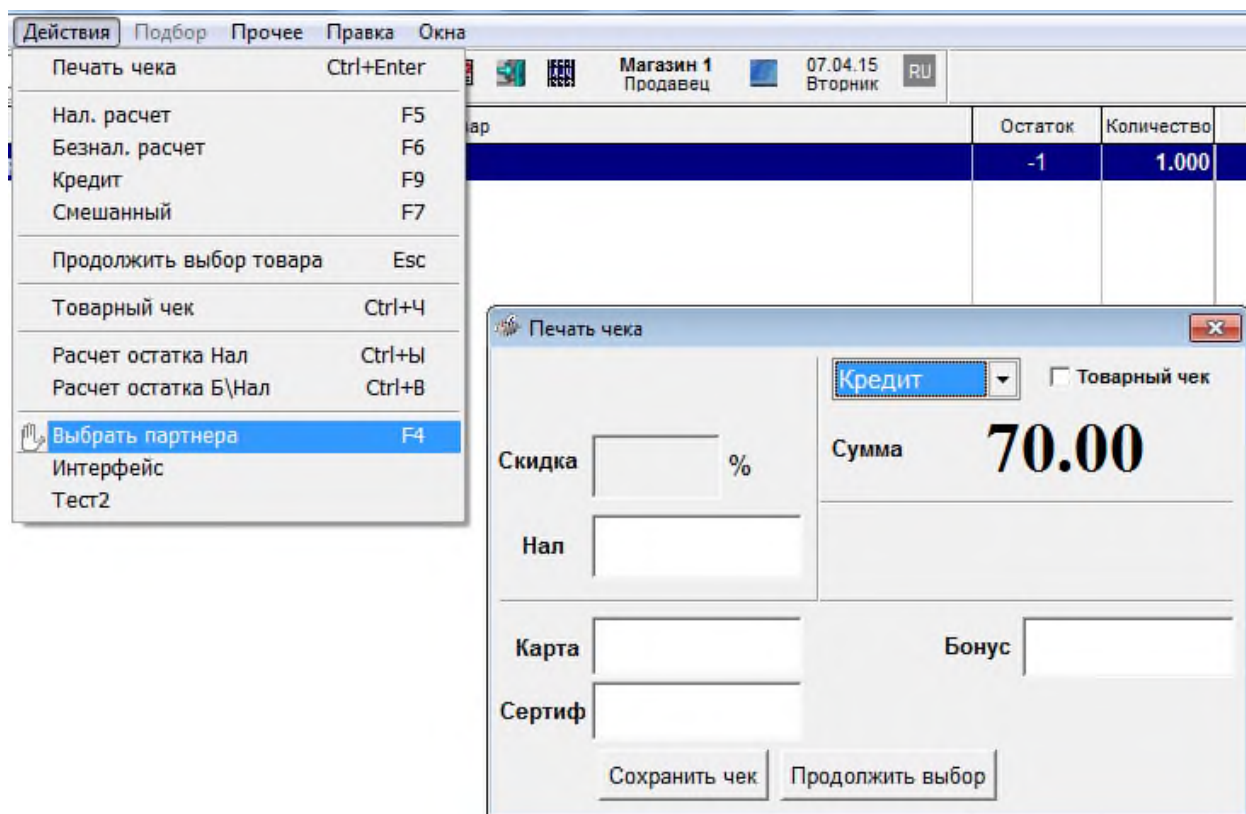 Действия Подбор Прочее Правка Окна
Печать чека Ctrl+Enter
Магазин 1 07.04.15 RU
Продавец Вторник
Нал. расчет F5
Безнал. расчет F6
Кредит F9
Смешанный F7
Продолжить выбор товара Esc
Товарный чек Ctrl+Ч
Расчет остатка Нал Ctrl+Ы
Расчет остатка Б\Нал Ctrl+В
Выбрать партнера F4
Интерфейс
Тест2
ар Остаток Количество
-1 1.000
Печать чека
Кредит Товарный чек
Скидка % Сумма 70.00
Нал
Карта Бонус
Сертиф
Сохранить чек Продолжить выбор